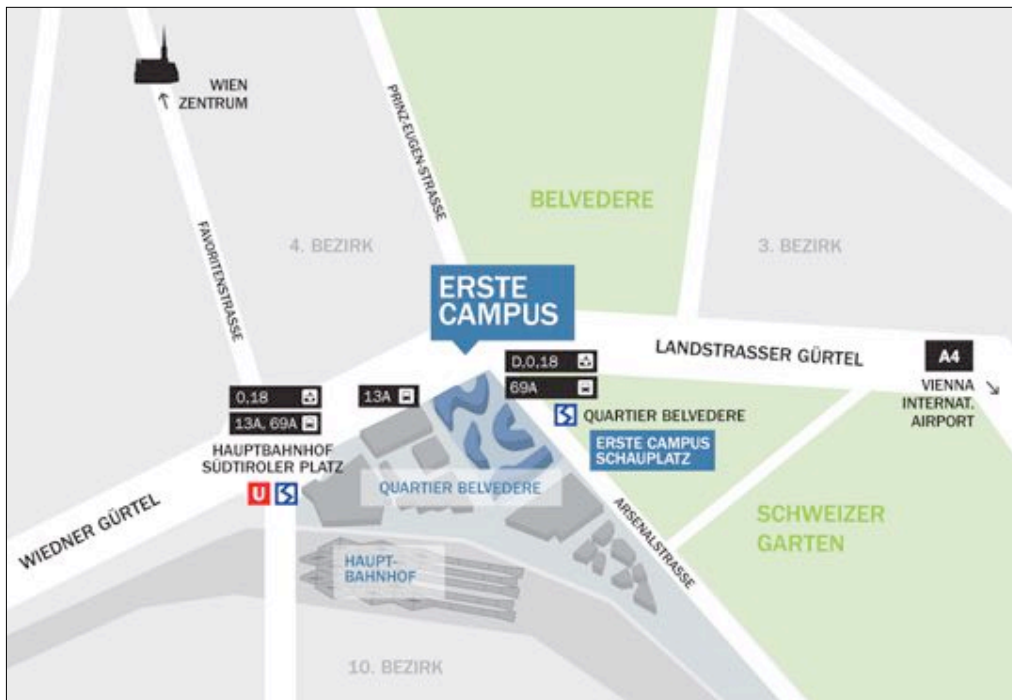 WIEN
ZENTRUM
PRINZ-EUGEN-STRASSE
BELVEDERE
4. BEZIRK
3. BEZIRK
FAVORITENSTRASSE
ERSTE
CAMPUS
LANDSTRASSER GÜRTEL
A4
VIENNA
INTERNAT.
AIRPORT
D,O,18
69A
O,18
13A, 69A
13A
HAUPTBAHNHOF
SÜDTIROLER PLATZ
U
S
S
QUARTIER BELVEDERE
ERSTE CAMPUS
SCHAUPLATZ
QUARTIER BELVEDERE
WIEDNER GÜRTEL
ARSENALSTRASSE
SCHWEIZER
GARTEN
HAUPT-
BAHNHOF
10. BEZIRK